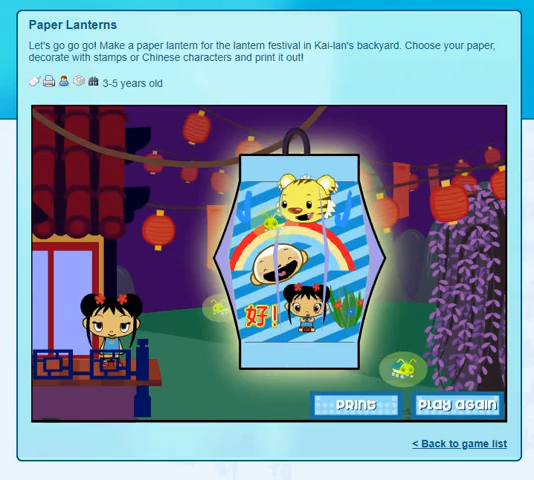 Paper Lanterns
Let's go go go! Make a paper lantern for the lantern festival in Kai-lan's backyard. Choose your paper,
decorate with stamps or Chinese characters and print it out!
3-5 years old
好!
PRINT
PLAY AGAIN
< Back to game list